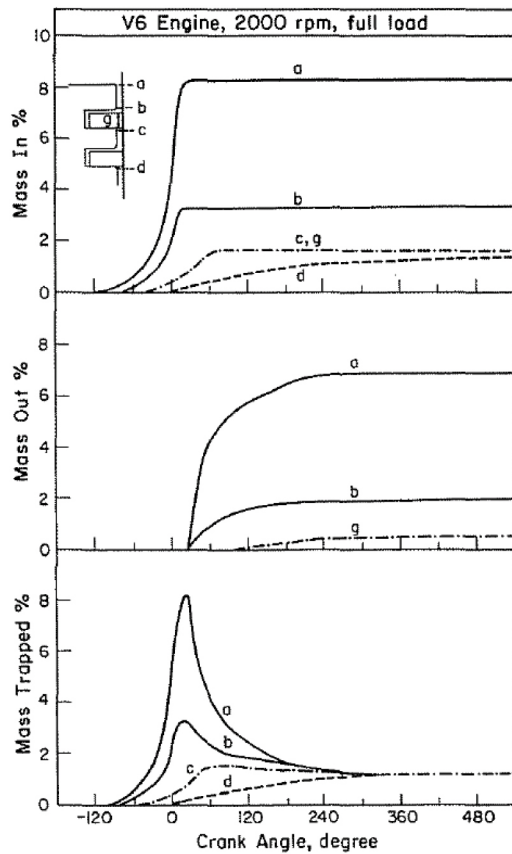 V6 Engine, 2000 rpm, full load
10
8
6
4
2
0
Mass In %
a
b
g
c
d
a
b
c,g
d
8
6
4
2
0
Mass Out %
a
b
g
8
6
4
2
0
Mass Trapped %
a
b
c
d
-120 0 120 240 360 480
Crank Angle, degree